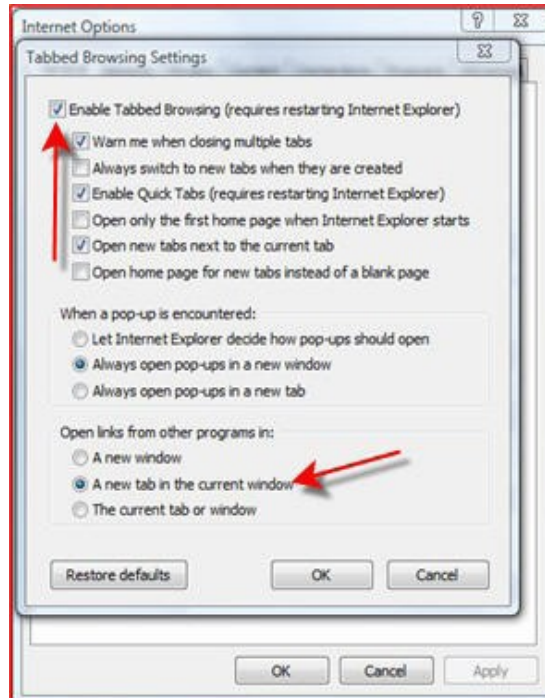 Internet Options
Tabbed Browsing Settings
Enable Tabbed Browsing (requires restarting Internet Explorer)
Warn me when closing multiple tabs
Always switch to new tabs when they are created
Enable Quick Tabs (requires restarting Internet Explorer)
Open only the first home page when Internet Explorer starts
Open new tabs next to the current tab
Open home page for new tabs instead of a blank page
When a pop-up is encountered:
Let Internet Explorer decide how pop-ups should open
Always open pop-ups in a new window
Always open pop-ups in a new tab
Open links from other programs in:
A new window
A new tab in the current window
The current tab or window
Restore defaults OK Cancel
OK Cancel Apply